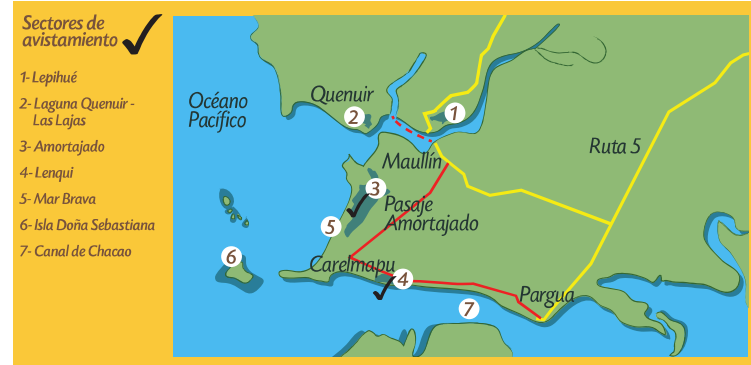 Sectores de
avistamiento
1- Lepihué
2- Laguna Quenuir -
Las Lajas
3- Amortajado
4- Lenqui
5- Mar Brava
6- Isla Doña Sebastiana
7- Canal de Chacao
Océano
Pacífico
Quenuir
2
1
Maullín
Ruta 5
3
Pasaje
Amortajado
5
6
Carelmapu
4
Pargua
7